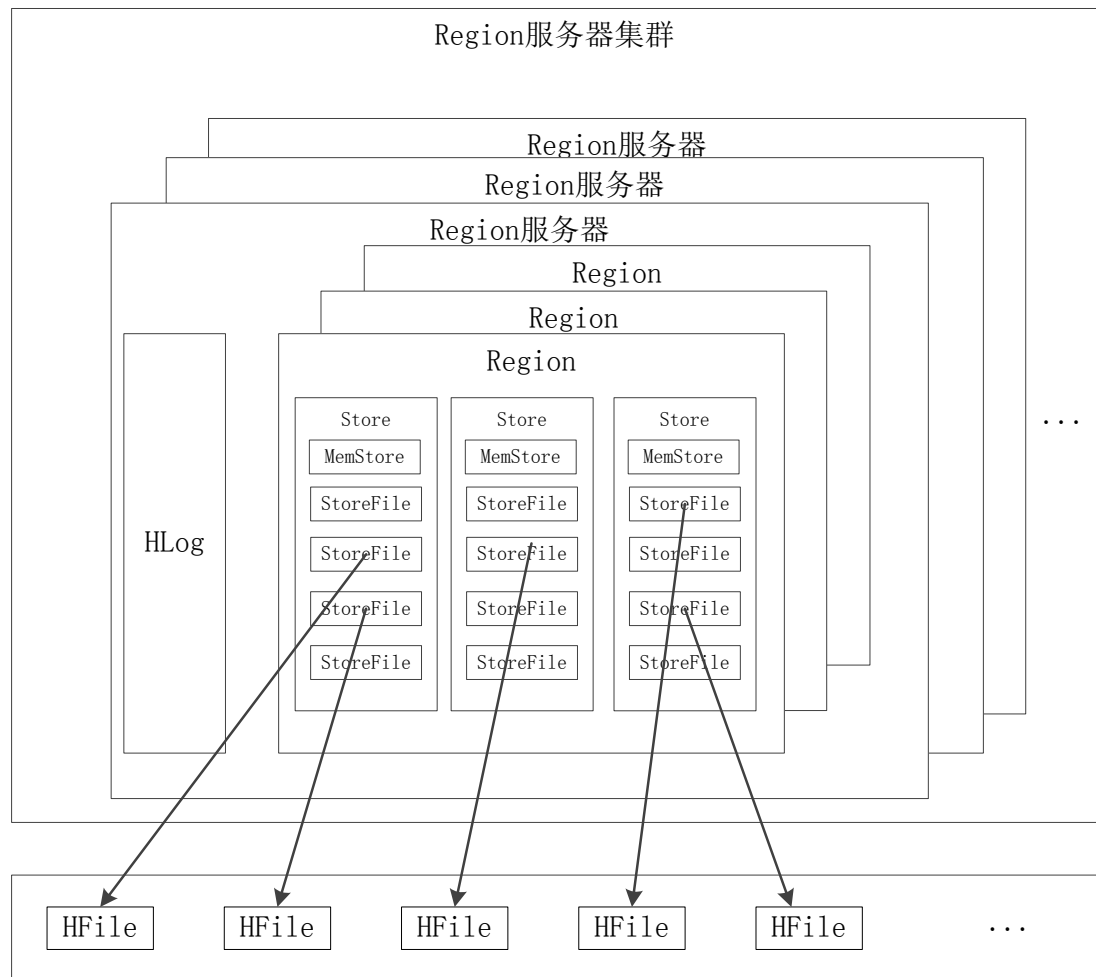 Region服务器集群
Region服务器
Region服务器
Region服务器
Region
Region
Region
Store Store Store
MemStore MemStore MemStore
StoreFile StoreFile StoreFile
StoreFile StoreFile StoreFile
HLog
StoreFile StoreFile StoreFile
StoreFile StoreFile StoreFile
...
HFile HFile HFile HFile HFile ...